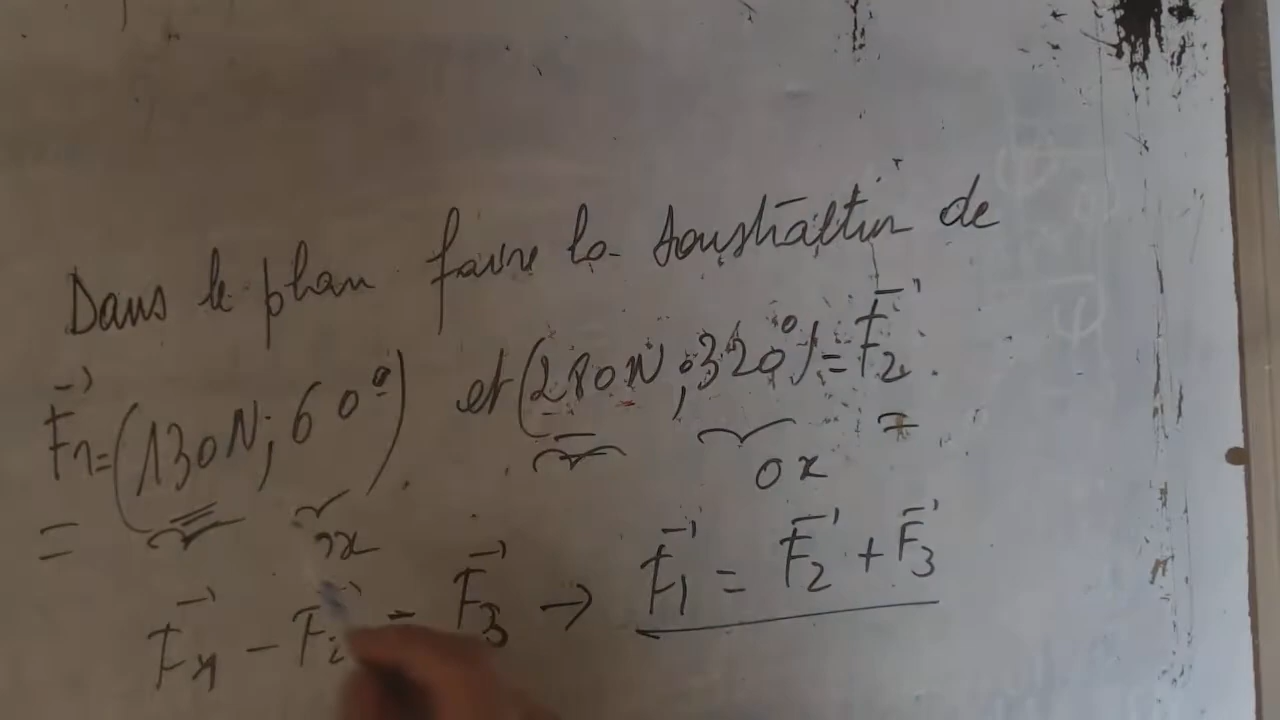 Dans le plan faire la soustraction de
F1=(130N; 60°) et (280N; 320°)=F2.
ox
F1 - F2 = F3 → F1 = F2 + F3